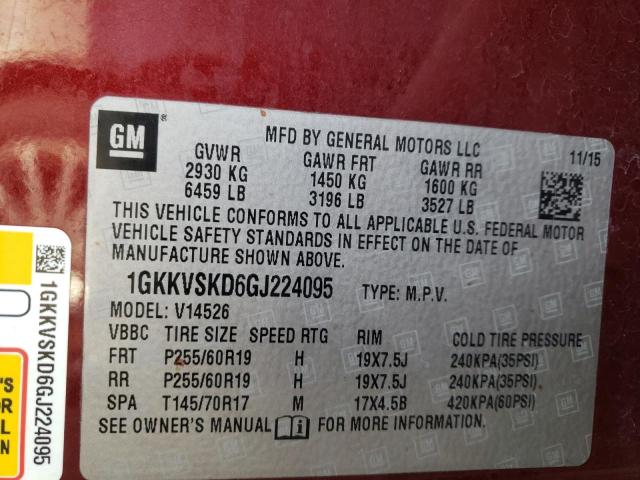 GM ®
MFD BY GENERAL MOTORS LLC
GVWR GAWR FRT GAWR RR 11/15
2930 KG 1450 KG 1600 KG
6459 LB 3196 LB 3527 LB
THIS VEHICLE CONFORMS TO ALL APPLICABLE U.S. FEDERAL MOTOR
VEHICLE SAFETY STANDARDS IN EFFECT ON THE DATE OF
MANUFACTURE SHOWN ABOVE.
1GKKVSKD6GJ224095 TYPE: M.P.V.
MODEL: V14526
VBBC TIRE SIZE SPEED RTG RIM COLD TIRE PRESSURE
FRT P255/60R19 H 19X7.5J 240KPA(35PSI)
RR P255/60R19 H 19X7.5J 240KPA(35PSI)
SPA T145/70R17 M 17X4.5B 420KPA(60PSI)
SEE OWNER'S MANUAL
1GKKVSKD6GJ224095